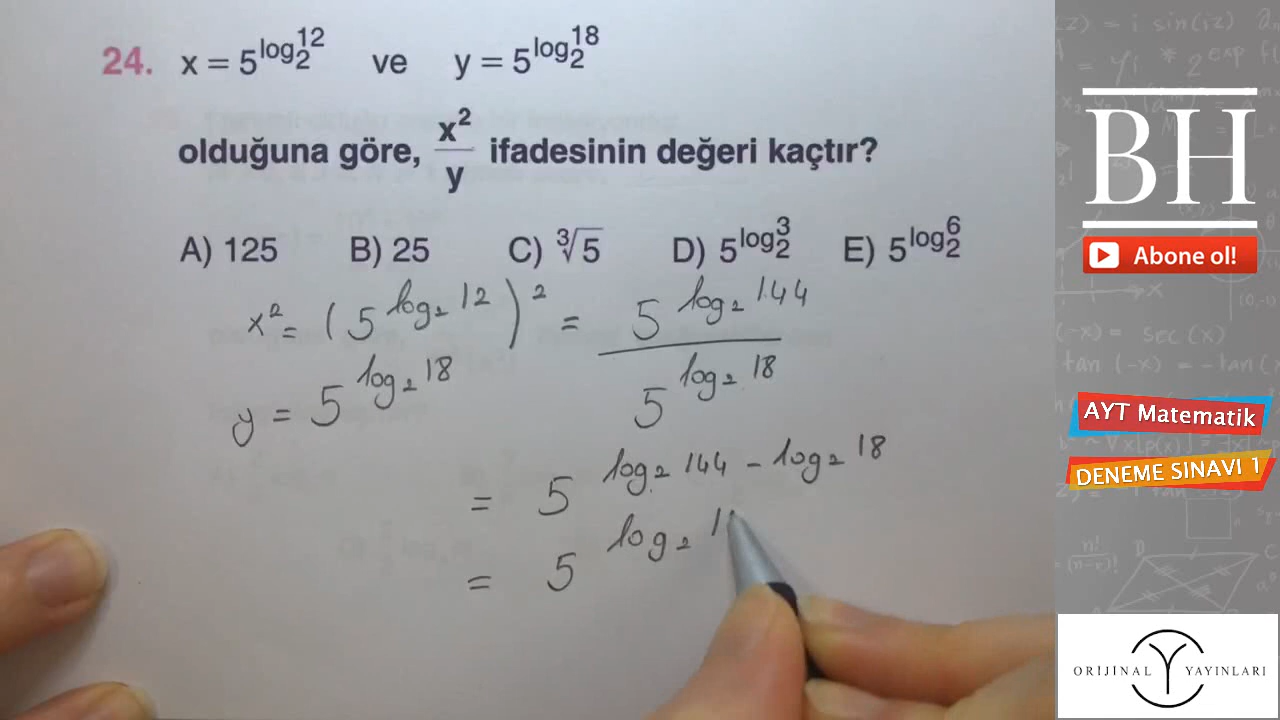 24. x = 5^log₂12 ve y = 5^log₂18
olduğuna göre, x²/y ifadesinin değeri kaçtır?
A) 125 B) 25 C) ∛5 D) 5^log₂3 E) 5^log₂6
x² = (5^log₂12)² = 5^log₂144 / 5^log₂18
y = 5^log₂18
= 5^log₂144 - log₂18
= 5^log₂
BH
Abone ol!
AYT Matematik
DENEME SINAVI 1
ORIJINAL YAYINLARI